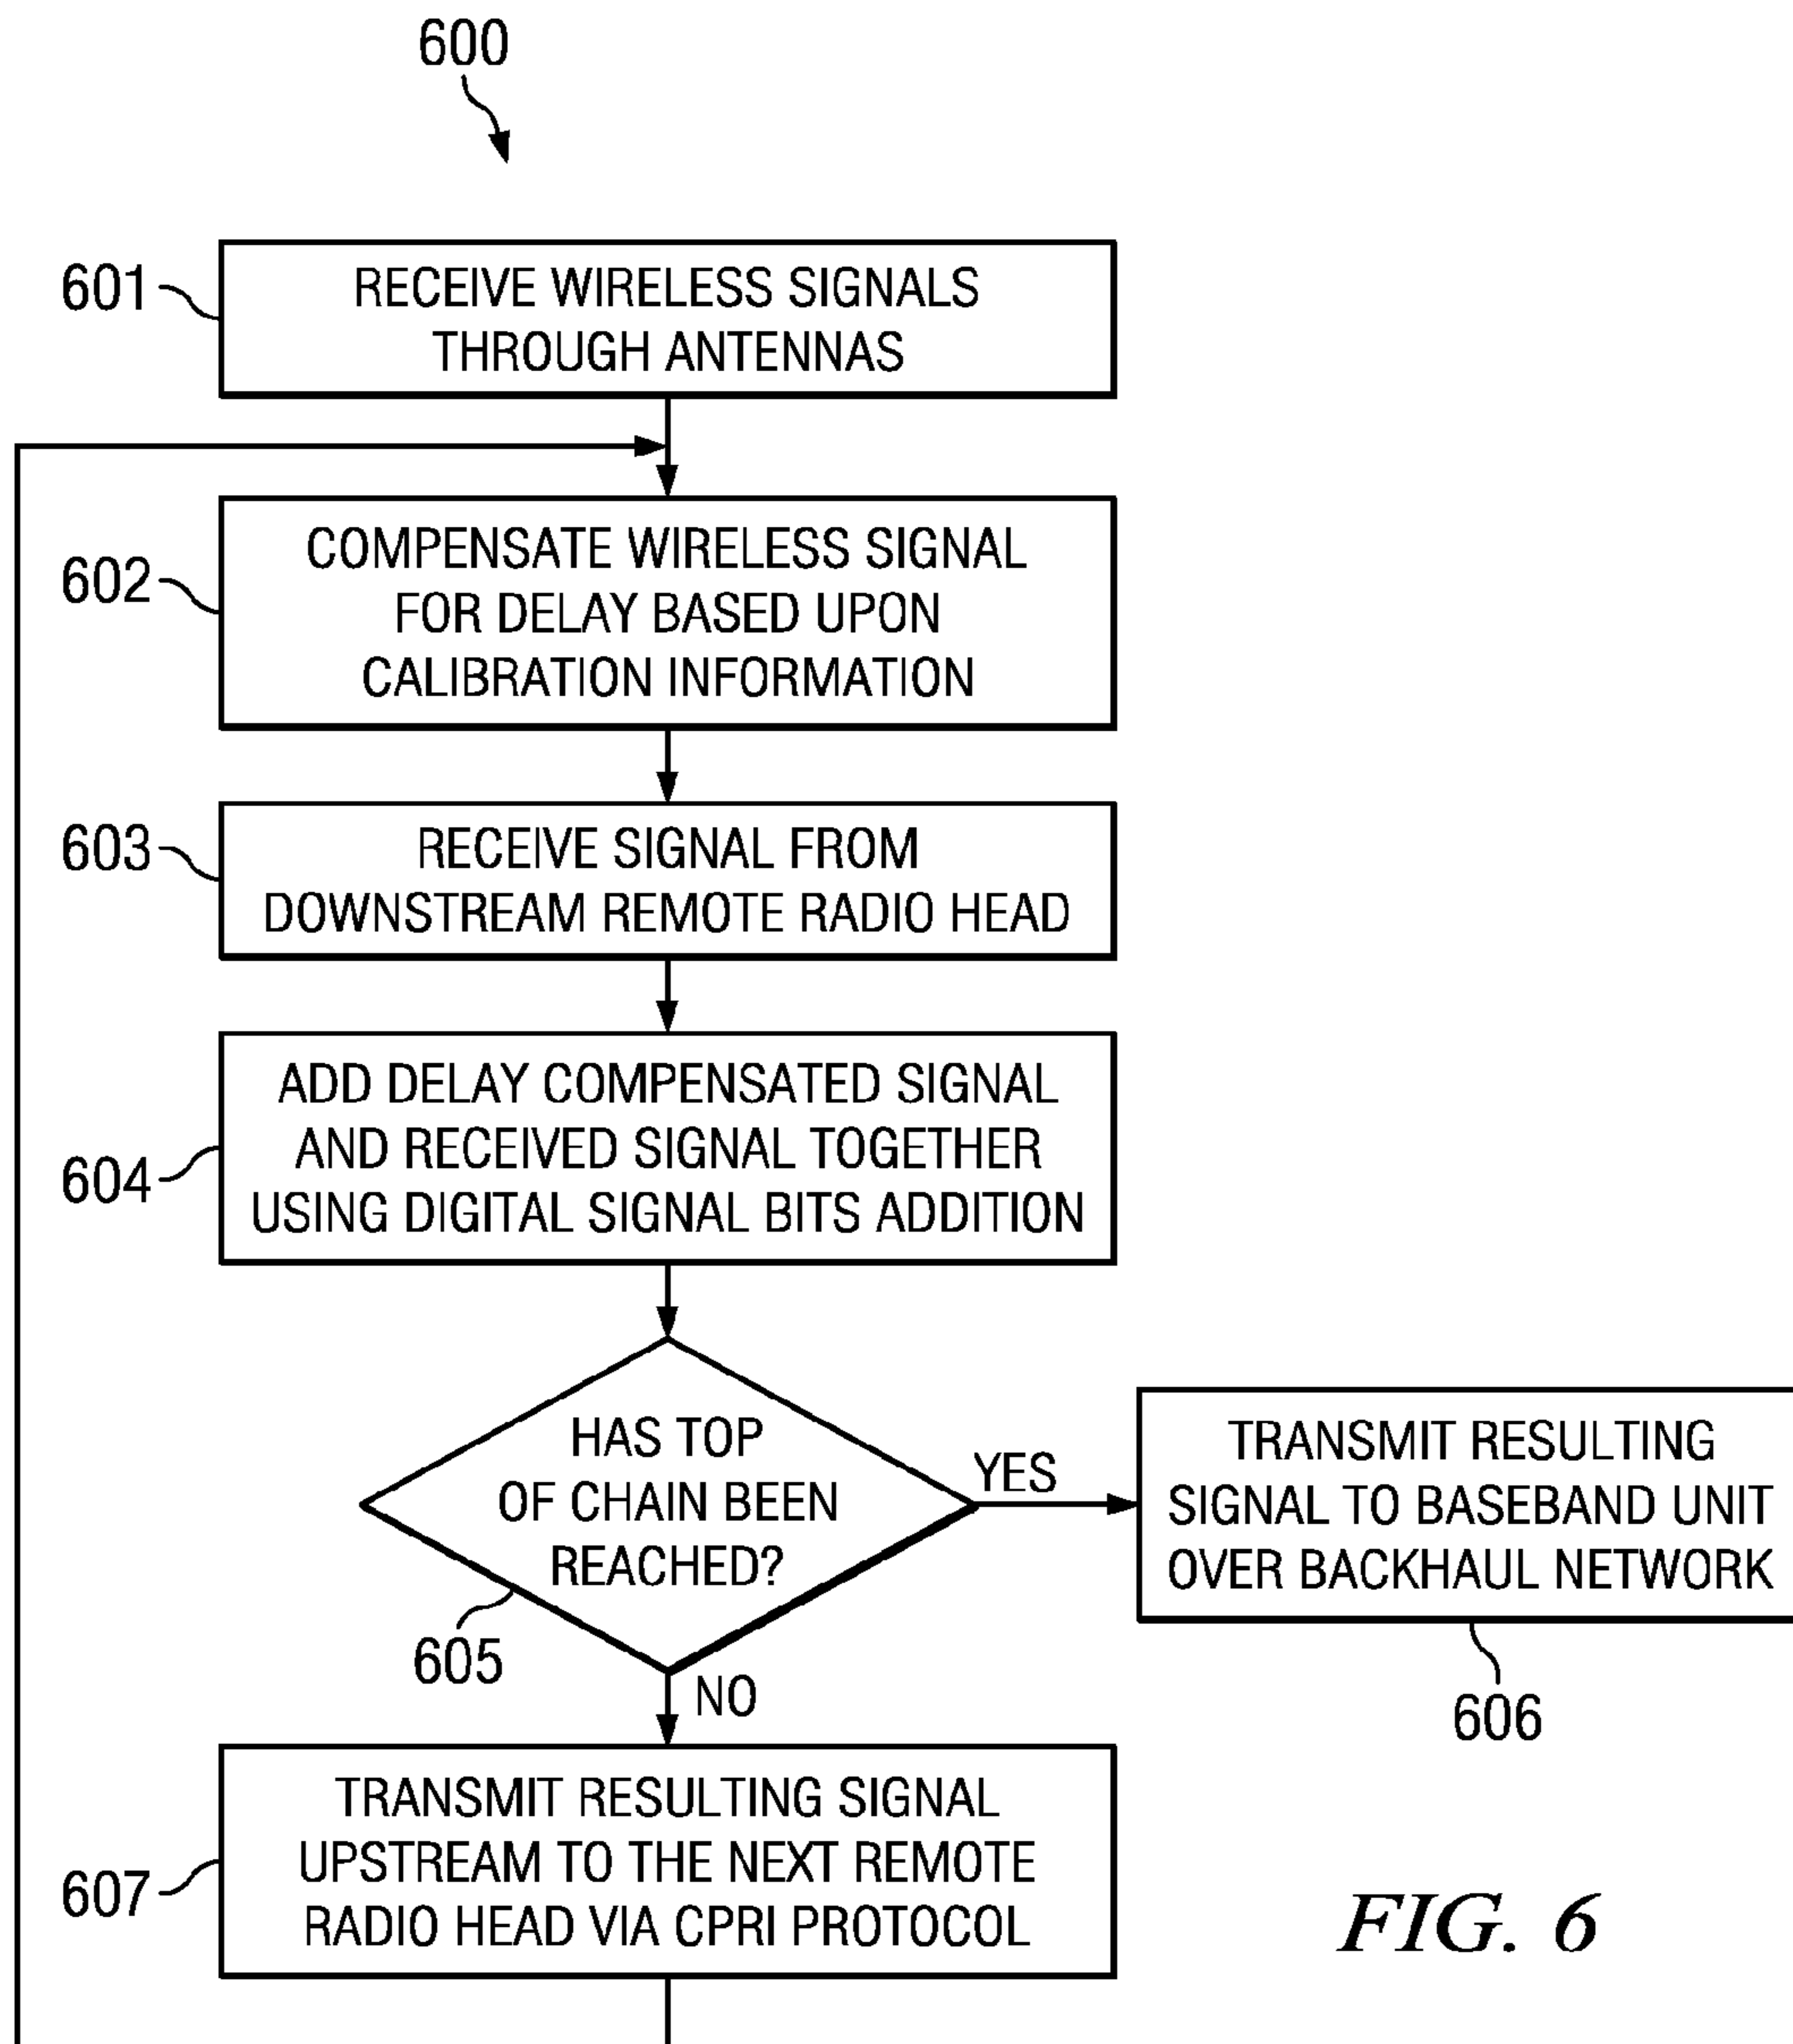 600
601
RECEIVE WIRELESS SIGNALS
THROUGH ANTENNAS
602
COMPENSATE WIRELESS SIGNAL
FOR DELAY BASED UPON
CALIBRATION INFORMATION
603
RECEIVE SIGNAL FROM
DOWNSTREAM REMOTE RADIO HEAD
604
ADD DELAY COMPENSATED SIGNAL
AND RECEIVED SIGNAL TOGETHER
USING DIGITAL SIGNAL BITS ADDITION
HAS TOP
OF CHAIN BEEN
REACHED?
605
YES
TRANSMIT RESULTING
SIGNAL TO BASEBAND UNIT
OVER BACKHAUL NETWORK
606
NO
607
TRANSMIT RESULTING SIGNAL
UPSTREAM TO THE NEXT REMOTE
RADIO HEAD VIA CPRI PROTOCOL
FIG. 6